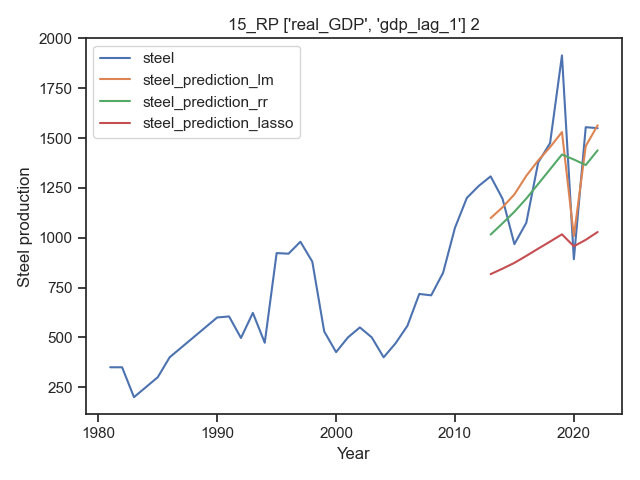 15_RP ['real_GDP', 'gdp_lag_1'] 2
steel
steel_prediction_lm
steel_prediction_rr
steel_prediction_lasso
Steel production
2000
1750
1500
1250
1000
750
500
250
1980
1990
2000
2010
2020
Year